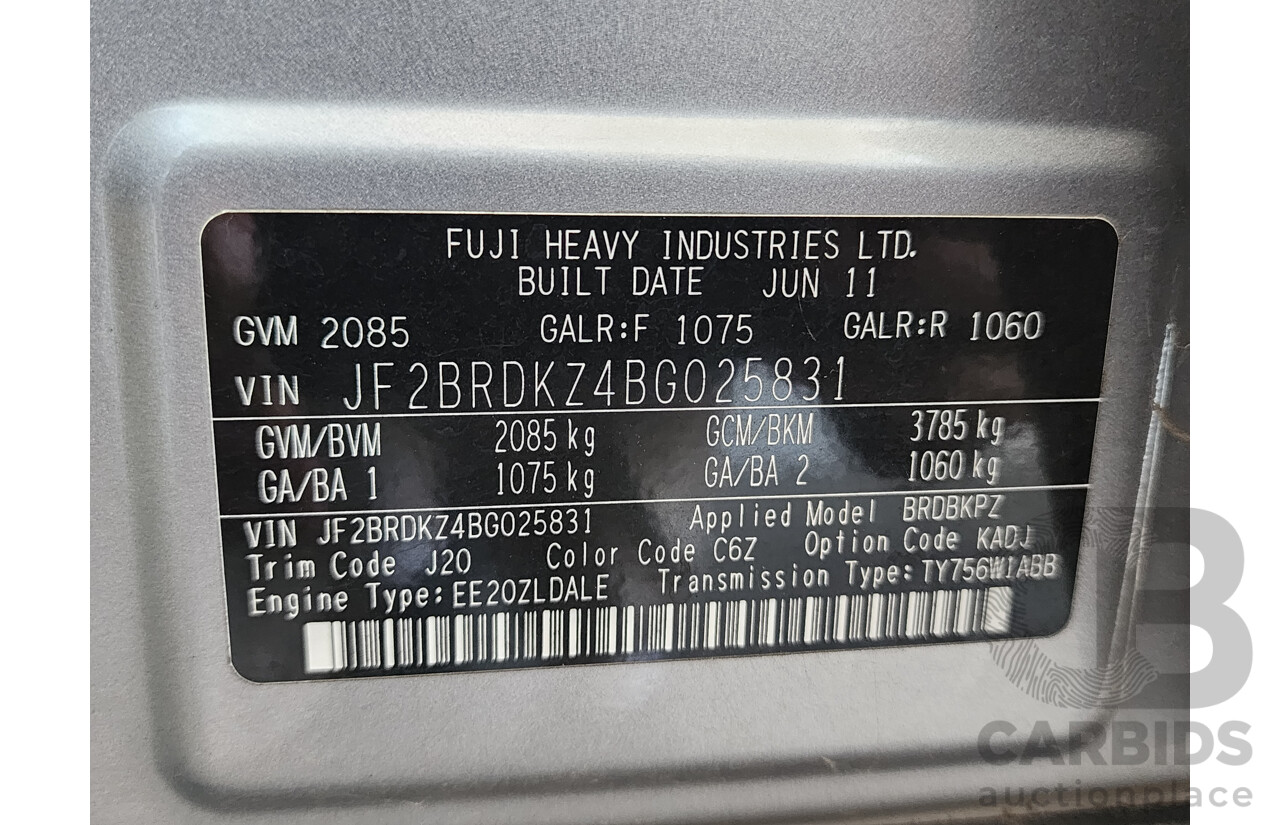 FUJI HEAVY INDUSTRIES LTD.
BUILT DATE JUN 11
GVM 2085 GALR:F 1075 GALR:R 1060
VIN JF2BRDKZ4BG025831
GVM/BVM 2085 kg GCM/BKM 3785 kg
GA/BA 1 1075 kg GA/BA 2 1060 kg
VIN JF2BRDKZ4BG025831 Applied Model BRDBKPZ
Trim Code J20 Color Code C6Z Option Code KADJ
Engine Type: EE20ZLDALE Transmission Type: TY756W1ABB
CB
CARBIDS
auctionplace